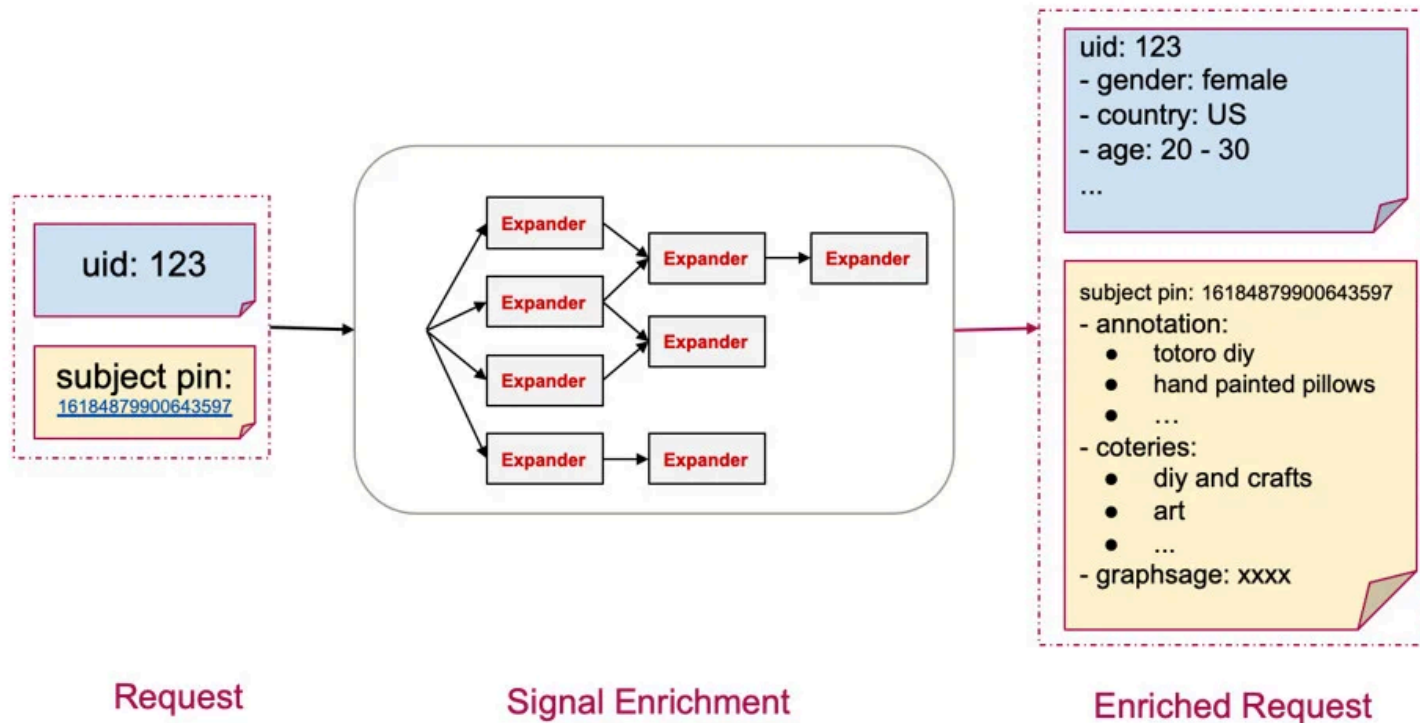 uid: 123
subject pin:
16184879900643597
Expander
Expander
Expander
Expander
Expander
Expander
Expander
Expander
uid: 123
- gender: female
- country: US
- age: 20 - 30
...
subject pin: 16184879900643597
- annotation:
● totoro diy
● hand painted pillows
● ...
- coteries:
● diy and crafts
● art
● ...
- graphsage: xxxx
Request
Signal Enrichment
Enriched Request